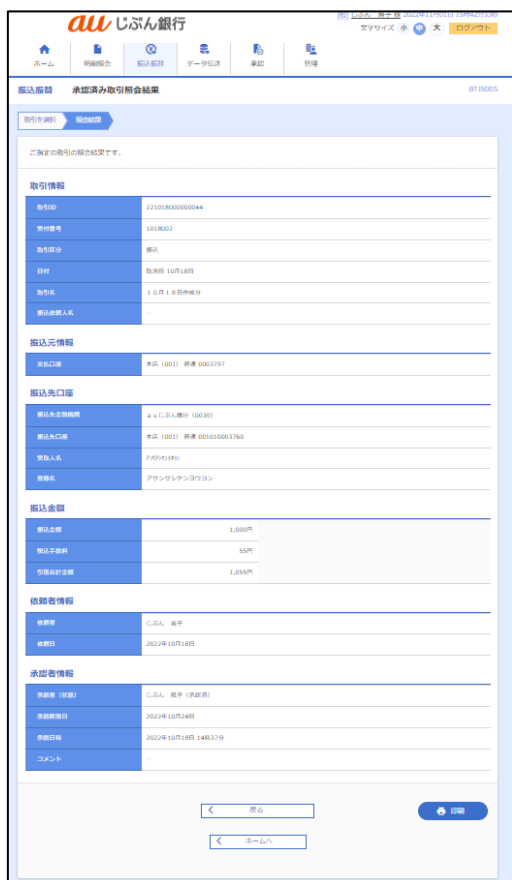 au じぶん銀行
じぶん 良子 様 2022年11月01日 15時42分33秒
文字サイズ 小 中 大 ログアウト
ホーム 明細照会 振込振替 データ伝送 承認 管理
振込振替 承認済み取引照会結果 BTJS005
取引を選択 照会結果
ご指定の取引の照会結果です。
取引情報
取引ID 221018000000044
受付番号 1018002
取引区分 振込
日付 取消日 10月18日
取引名 10月18日作成分
振込依頼人名 -
振込元情報
支払口座 本店（001） 普通 0003797
振込先口座
振込先金融機関 auじぶん銀行（0039）
振込先口座 本店（001） 普通 001010003760
受取人名
登録名 アサンサレケンヨウヨン
振込金額
振込金額 1,000円
税込手数料 55円
引落合計金額 1,055円
依頼者情報
依頼者 じぶん
依頼日 2022年10月18日
承認者情報
承認者（状態） じぶん （承認済）
承認期限日 2022年10月24日
承認日時 2022年10月18日 14時37分
コメント -
戻る
印刷
ホームへ